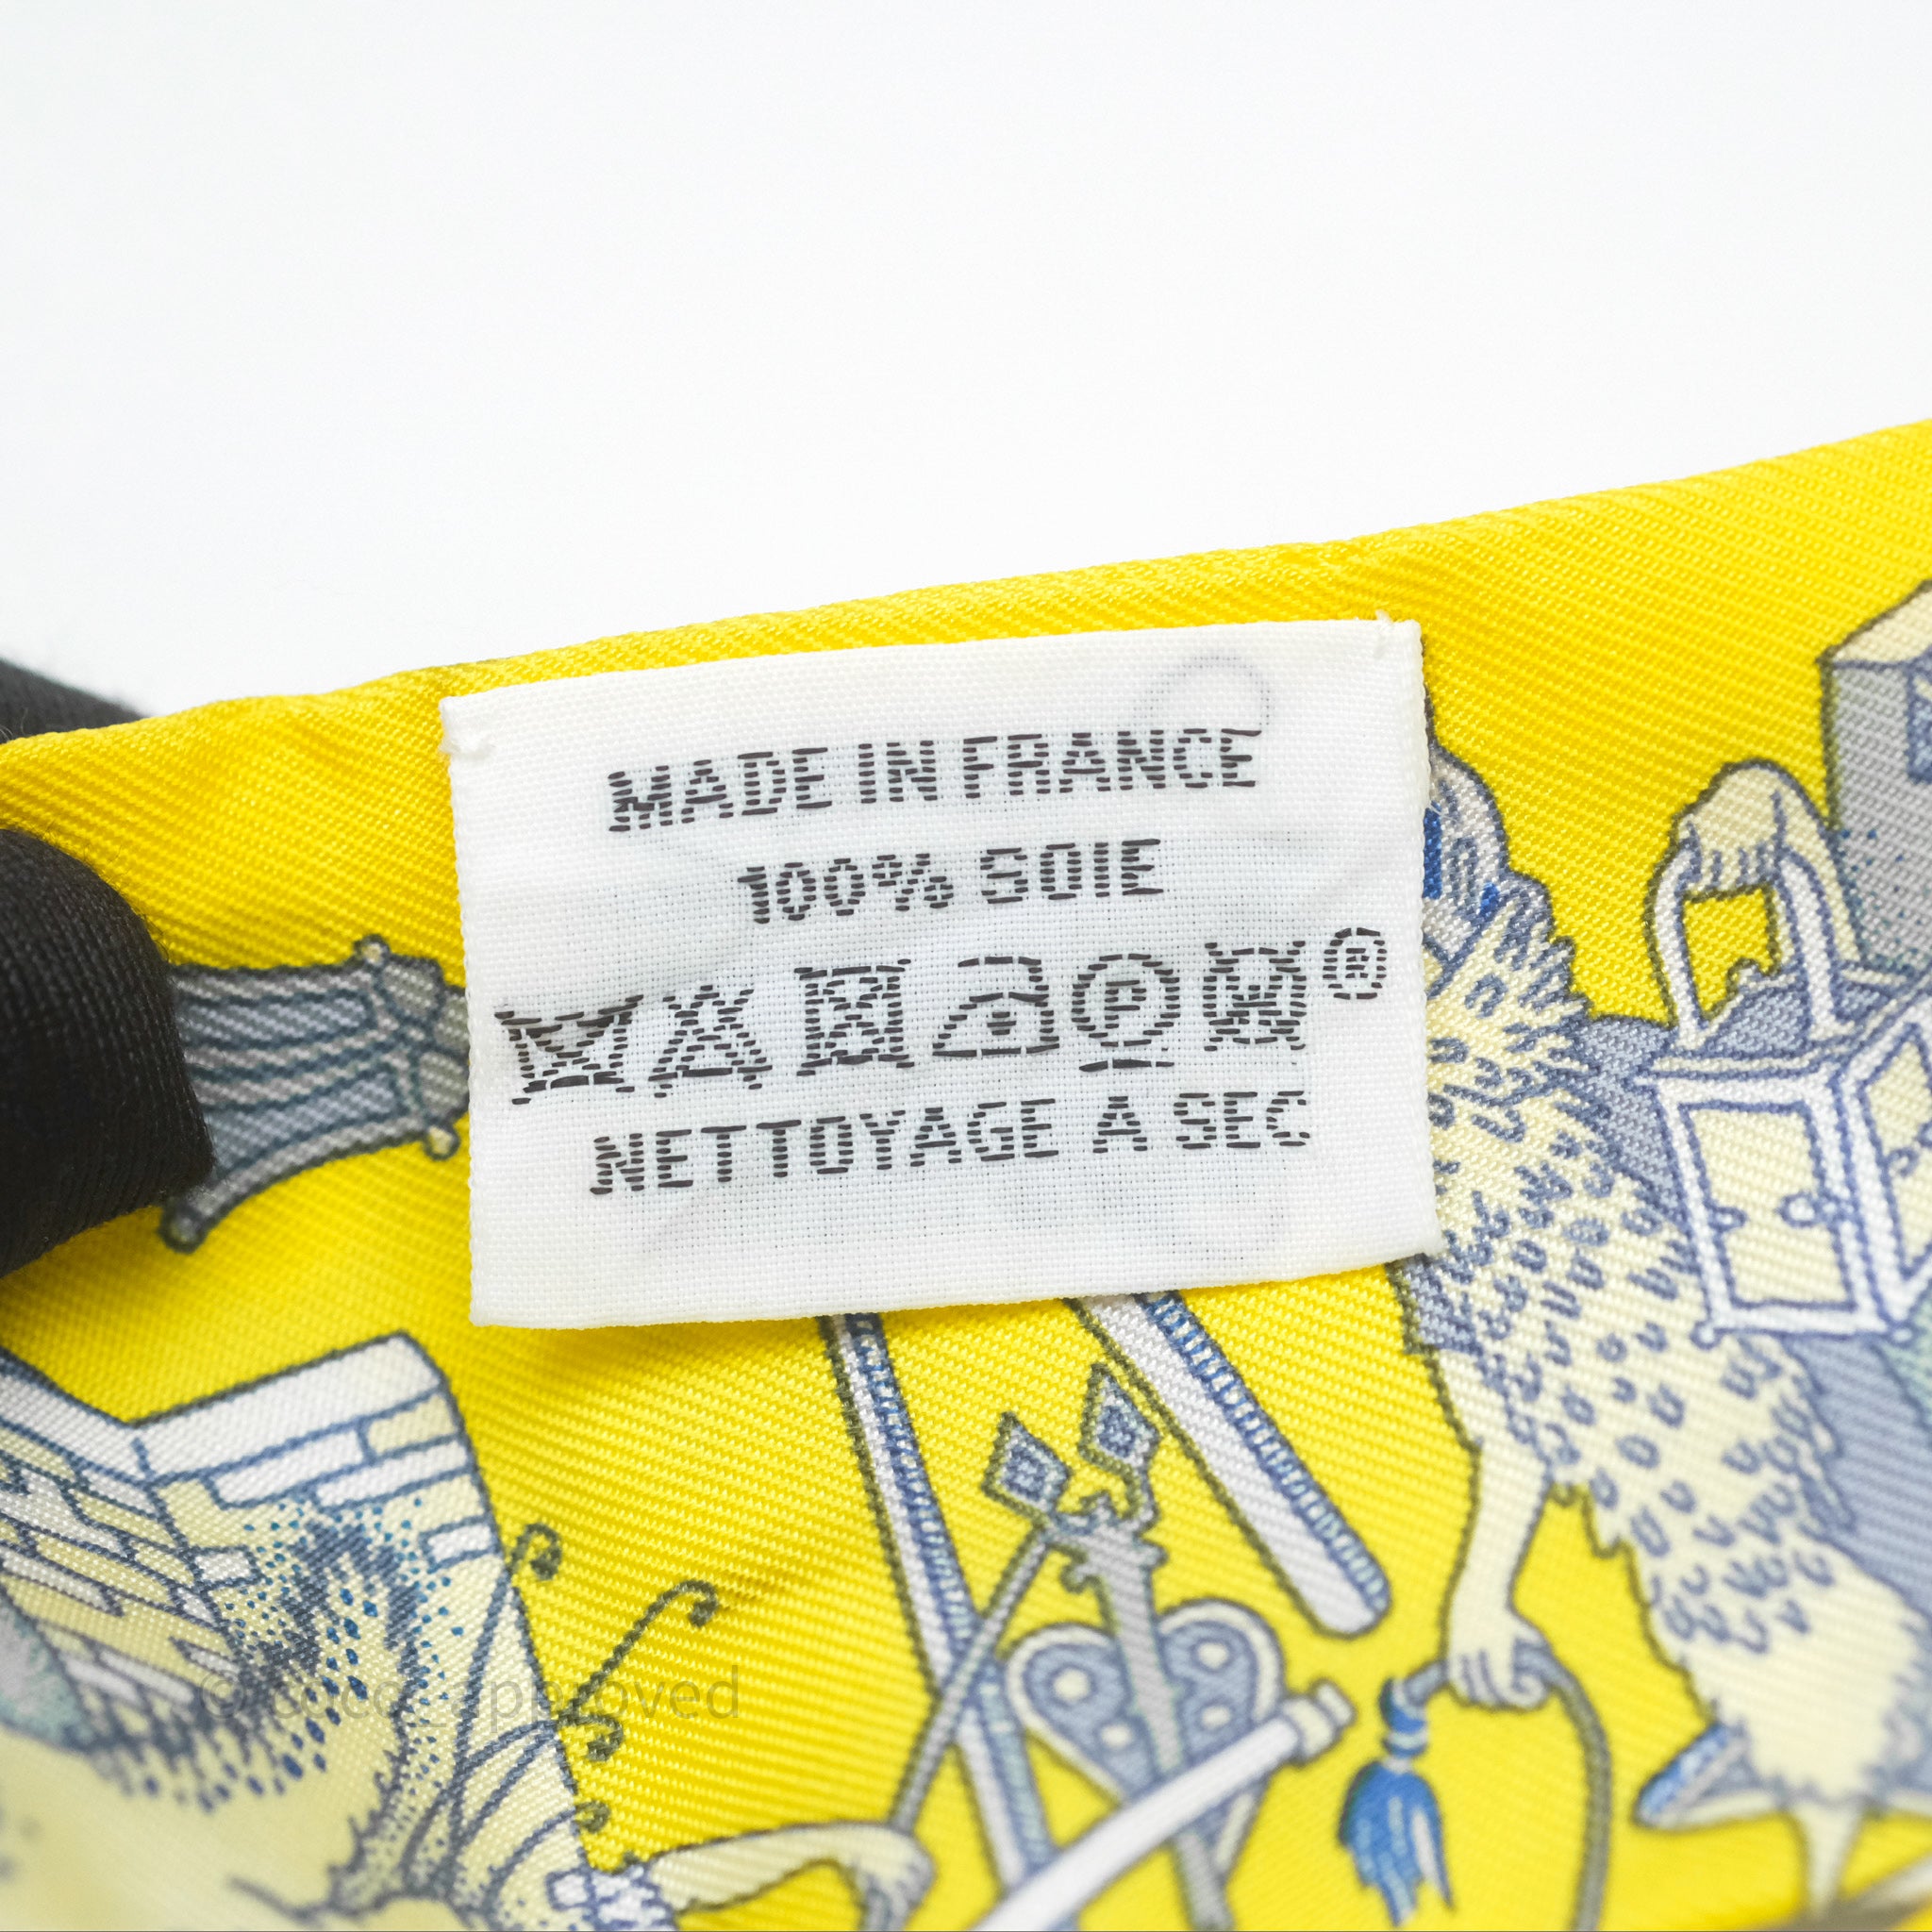 MADE IN FRANCE
100% SOIE
P W ®
NETTOYAGE A SEC